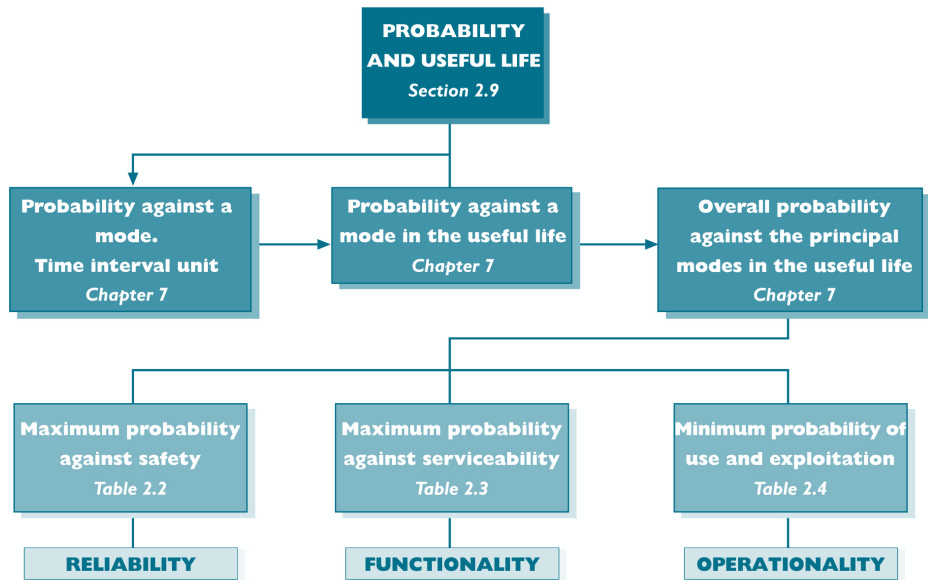 PROBABILITY
AND USEFUL LIFE
Section 2.9
Probability against a
mode.
Time interval unit
Chapter 7
Probability against a
mode in the useful life
Chapter 7
Overall probability
against the principal
modes in the useful life
Chapter 7
Maximum probability
against safety
Table 2.2
Maximum probability
against serviceability
Table 2.3
Minimum probability of
use and exploitation
Table 2.4
RELIABILITY
FUNCTIONALITY
OPERATIONALITY